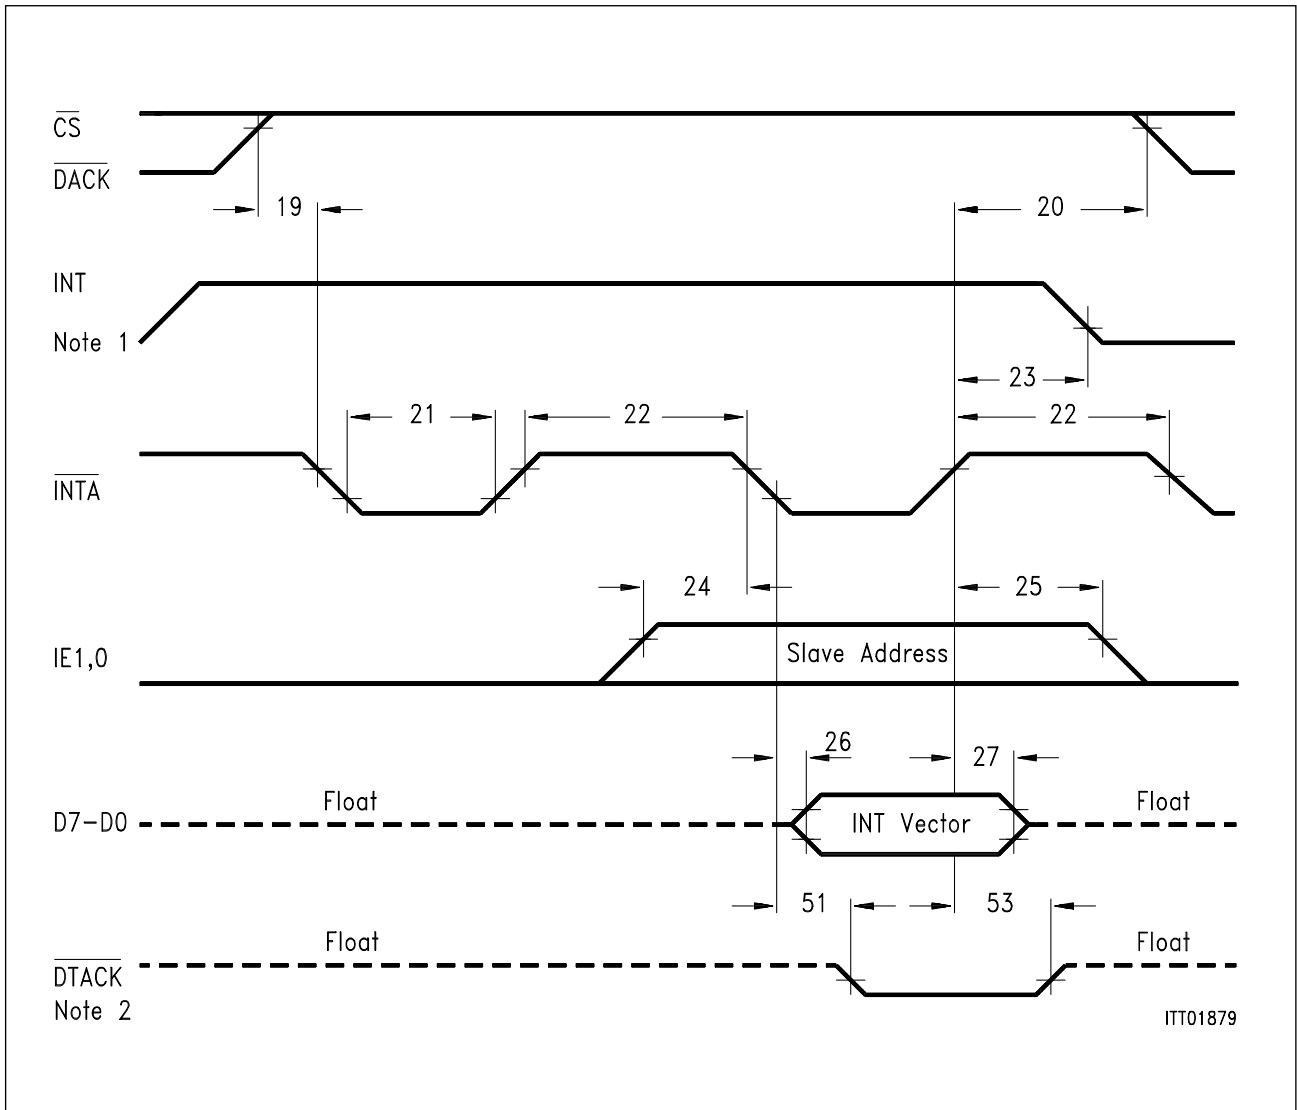 CS
DACK
19
20
INT
Note 1
23
21
22
22
INTA
24
25
IE1,0
Slave Address
26
27
Float
Float
D7-D0
INT Vector
51
53
Float
Float
DTACK
Note 2
ITT01879